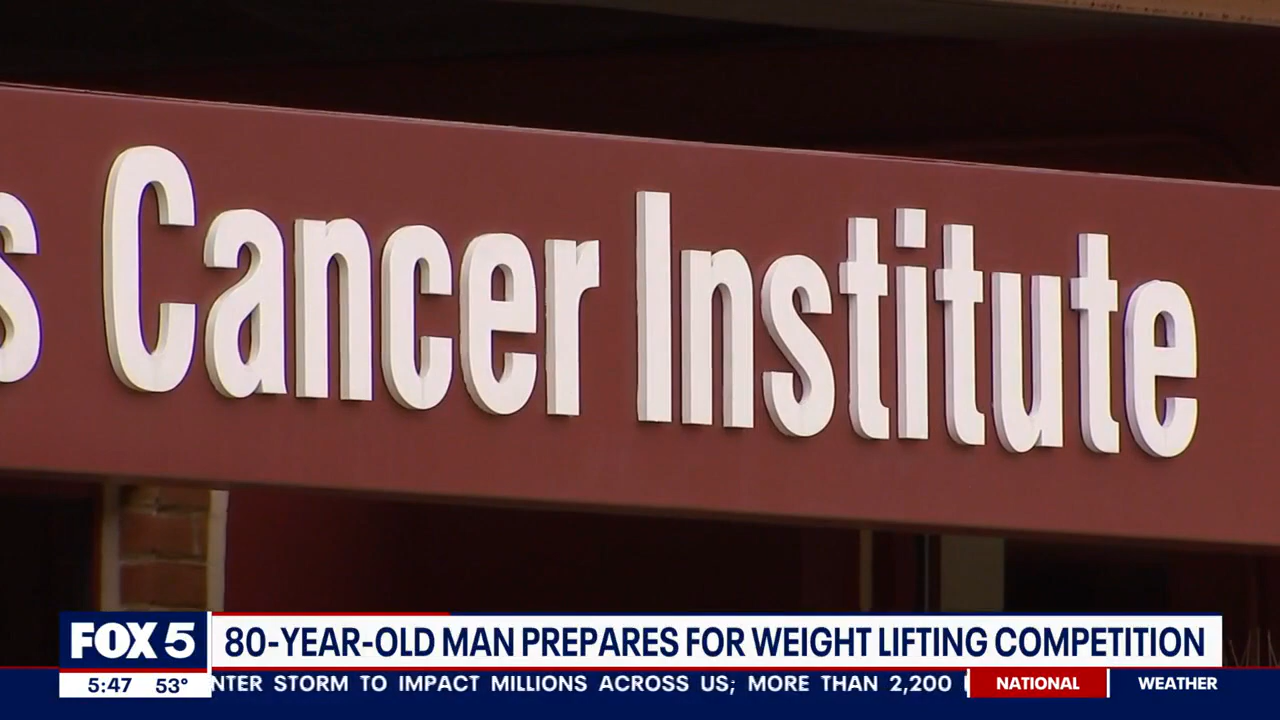 s Cancer Institute
FOX 5
80-YEAR-OLD MAN PREPARES FOR WEIGHT LIFTING COMPETITION
5:47 53° NTER STORM TO IMPACT MILLIONS ACROSS US; MORE THAN 2,200 NATIONAL WEATHER